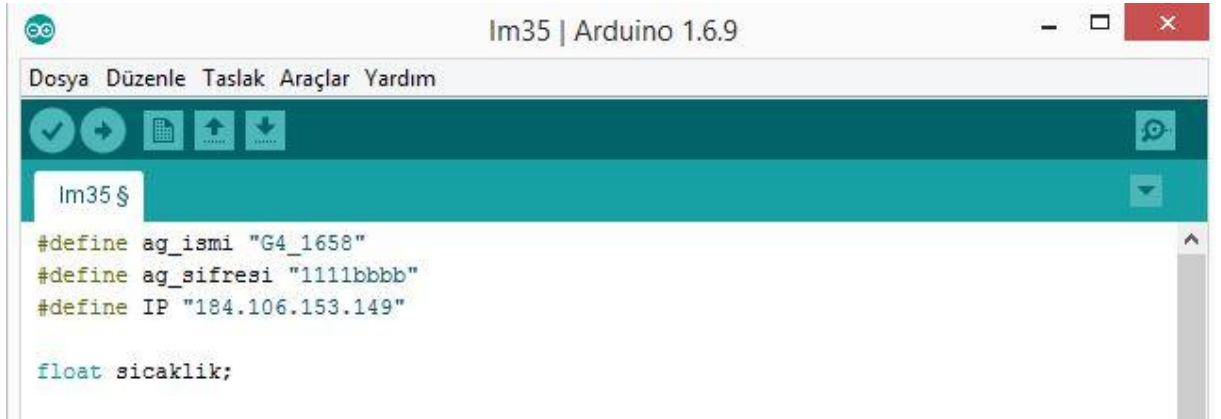 lm35 | Arduino 1.6.9
Dosya Düzenle Taslak Araçlar Yardım
lm35 §
#define ag_ismi "G4_1658"
#define ag_sifresi "1111bbbb"
#define IP "184.106.153.149"
float sicaklik;